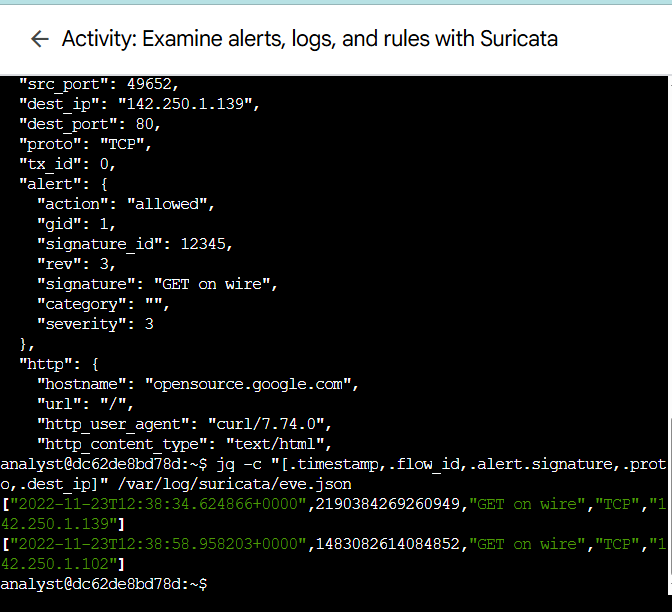 ← Activity: Examine alerts, logs, and rules with Suricata
"src_port": 49652,
"dest_ip": "142.250.1.139",
"dest_port": 80,
"proto": "TCP",
"tx_id": 0,
"alert": {
"action": "allowed",
"gid": 1,
"signature_id": 12345,
"rev": 3,
"signature": "GET on wire",
"category": "",
"severity": 3
},
"http": {
"hostname": "opensource.google.com",
"url": "/",
"http_user_agent": "curl/7.74.0",
"http_content_type": "text/html",
analyst@dc62de8bd78d:~$ jq -c "[.timestamp,.flow_id,.alert.signature,.prot
o,.dest_ip]" /var/log/suricata/eve.json
["2022-11-23T12:38:34.624866+0000",2190384269260949,"GET on wire","TCP","1
42.250.1.139"]
["2022-11-23T12:38:58.958203+0000",1483082614084852,"GET on wire","TCP","1
42.250.1.102"]
analyst@dc62de8bd78d:~$